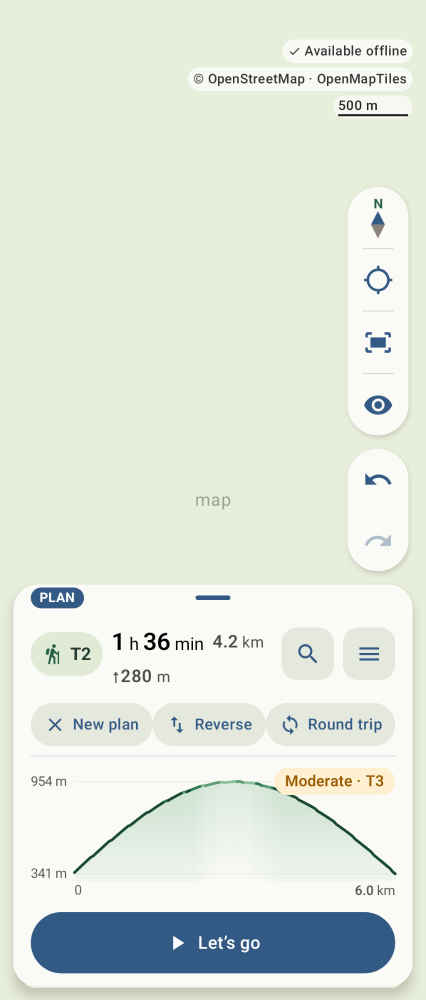 Available offline
© OpenStreetMap · OpenMapTiles
500 m
N
map
PLAN
T2
1 h 36 min 4.2 km
↑280 m
New plan
Reverse
Round trip
954 m
Moderate · T3
341 m
0
6.0 km
Let's go